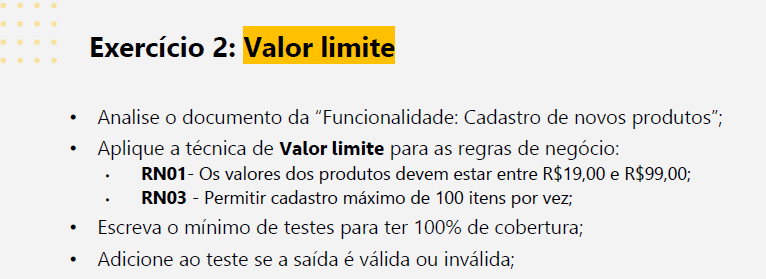 Exercício 2: Valor limite
• Analise o documento da “Funcionalidade: Cadastro de novos produtos”;
• Aplique a técnica de Valor limite para as regras de negócio:
• RN01- Os valores dos produtos devem estar entre R$19,00 e R$99,00;
• RN03 - Permitir cadastro máximo de 100 itens por vez;
• Escreva o mínimo de testes para ter 100% de cobertura;
• Adicione ao teste se a saída é válida ou inválida;